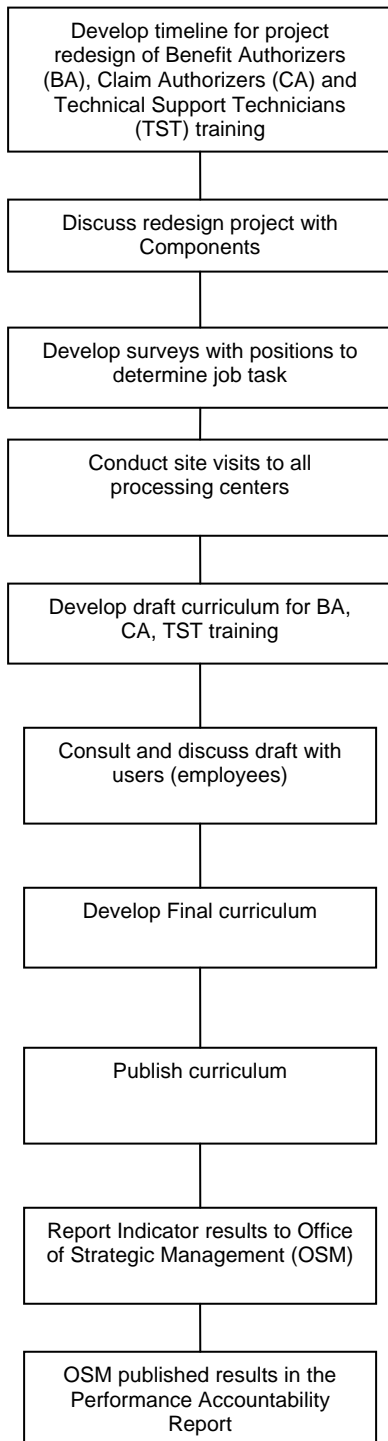 Develop timeline for project
redesign of Benefit Authorizers
(BA), Claim Authorizers (CA) and
Technical Support Technicians
(TST) training
Discuss redesign project with
Components
Develop surveys with positions to
determine job task
Conduct site visits to all
processing centers
Develop draft curriculum for BA,
CA, TST training
Consult and discuss draft with
users (employees)
Develop Final curriculum
Publish curriculum
Report Indicator results to Office
of Strategic Management (OSM)
OSM published results in the
Performance Accountability
Report